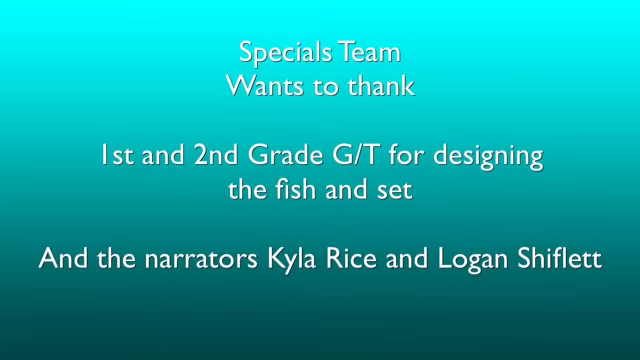 Specials Team
Wants to thank
1st and 2nd Grade G/T for designing
the fish and set
And the narrators Kyla Rice and Logan Shiflett